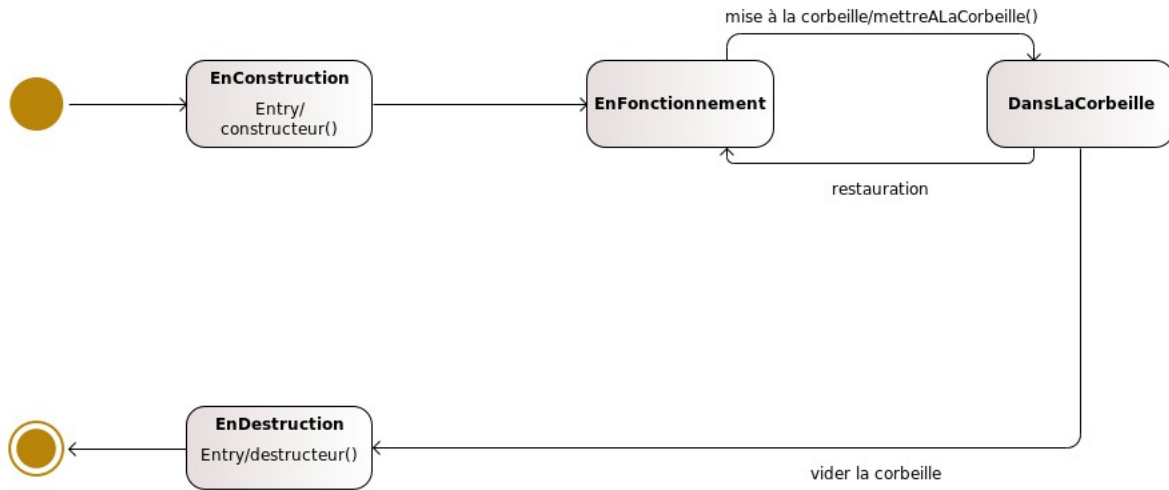 mise à la corbeille/mettreALaCorbeille()
EnConstruction
Entry/
constructeur()
EnFonctionnement
DansLaCorbeille
restauration
EnDestruction
Entry/destructeur()
vider la corbeille